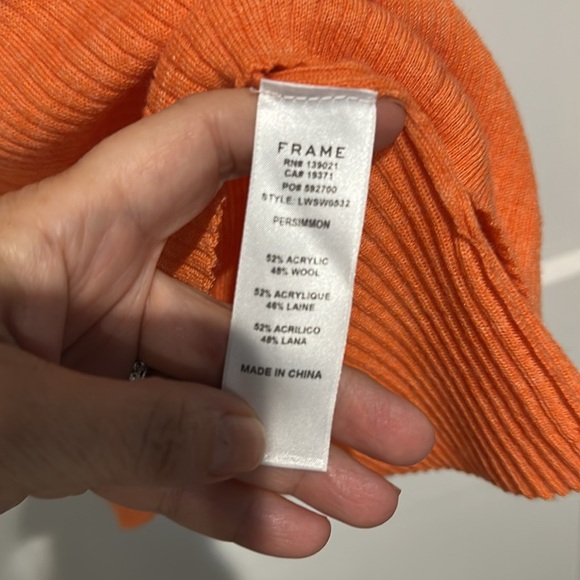 FRAME
RN# 139021
CA# 19371
PO# 592700
STYLE: LWSW0532
PERSIMMON
52% ACRYLIC
48% WOOL
52% ACRYLIQUE
48% LAINE
52% ACRILICO
48% LANA
MADE IN CHINA